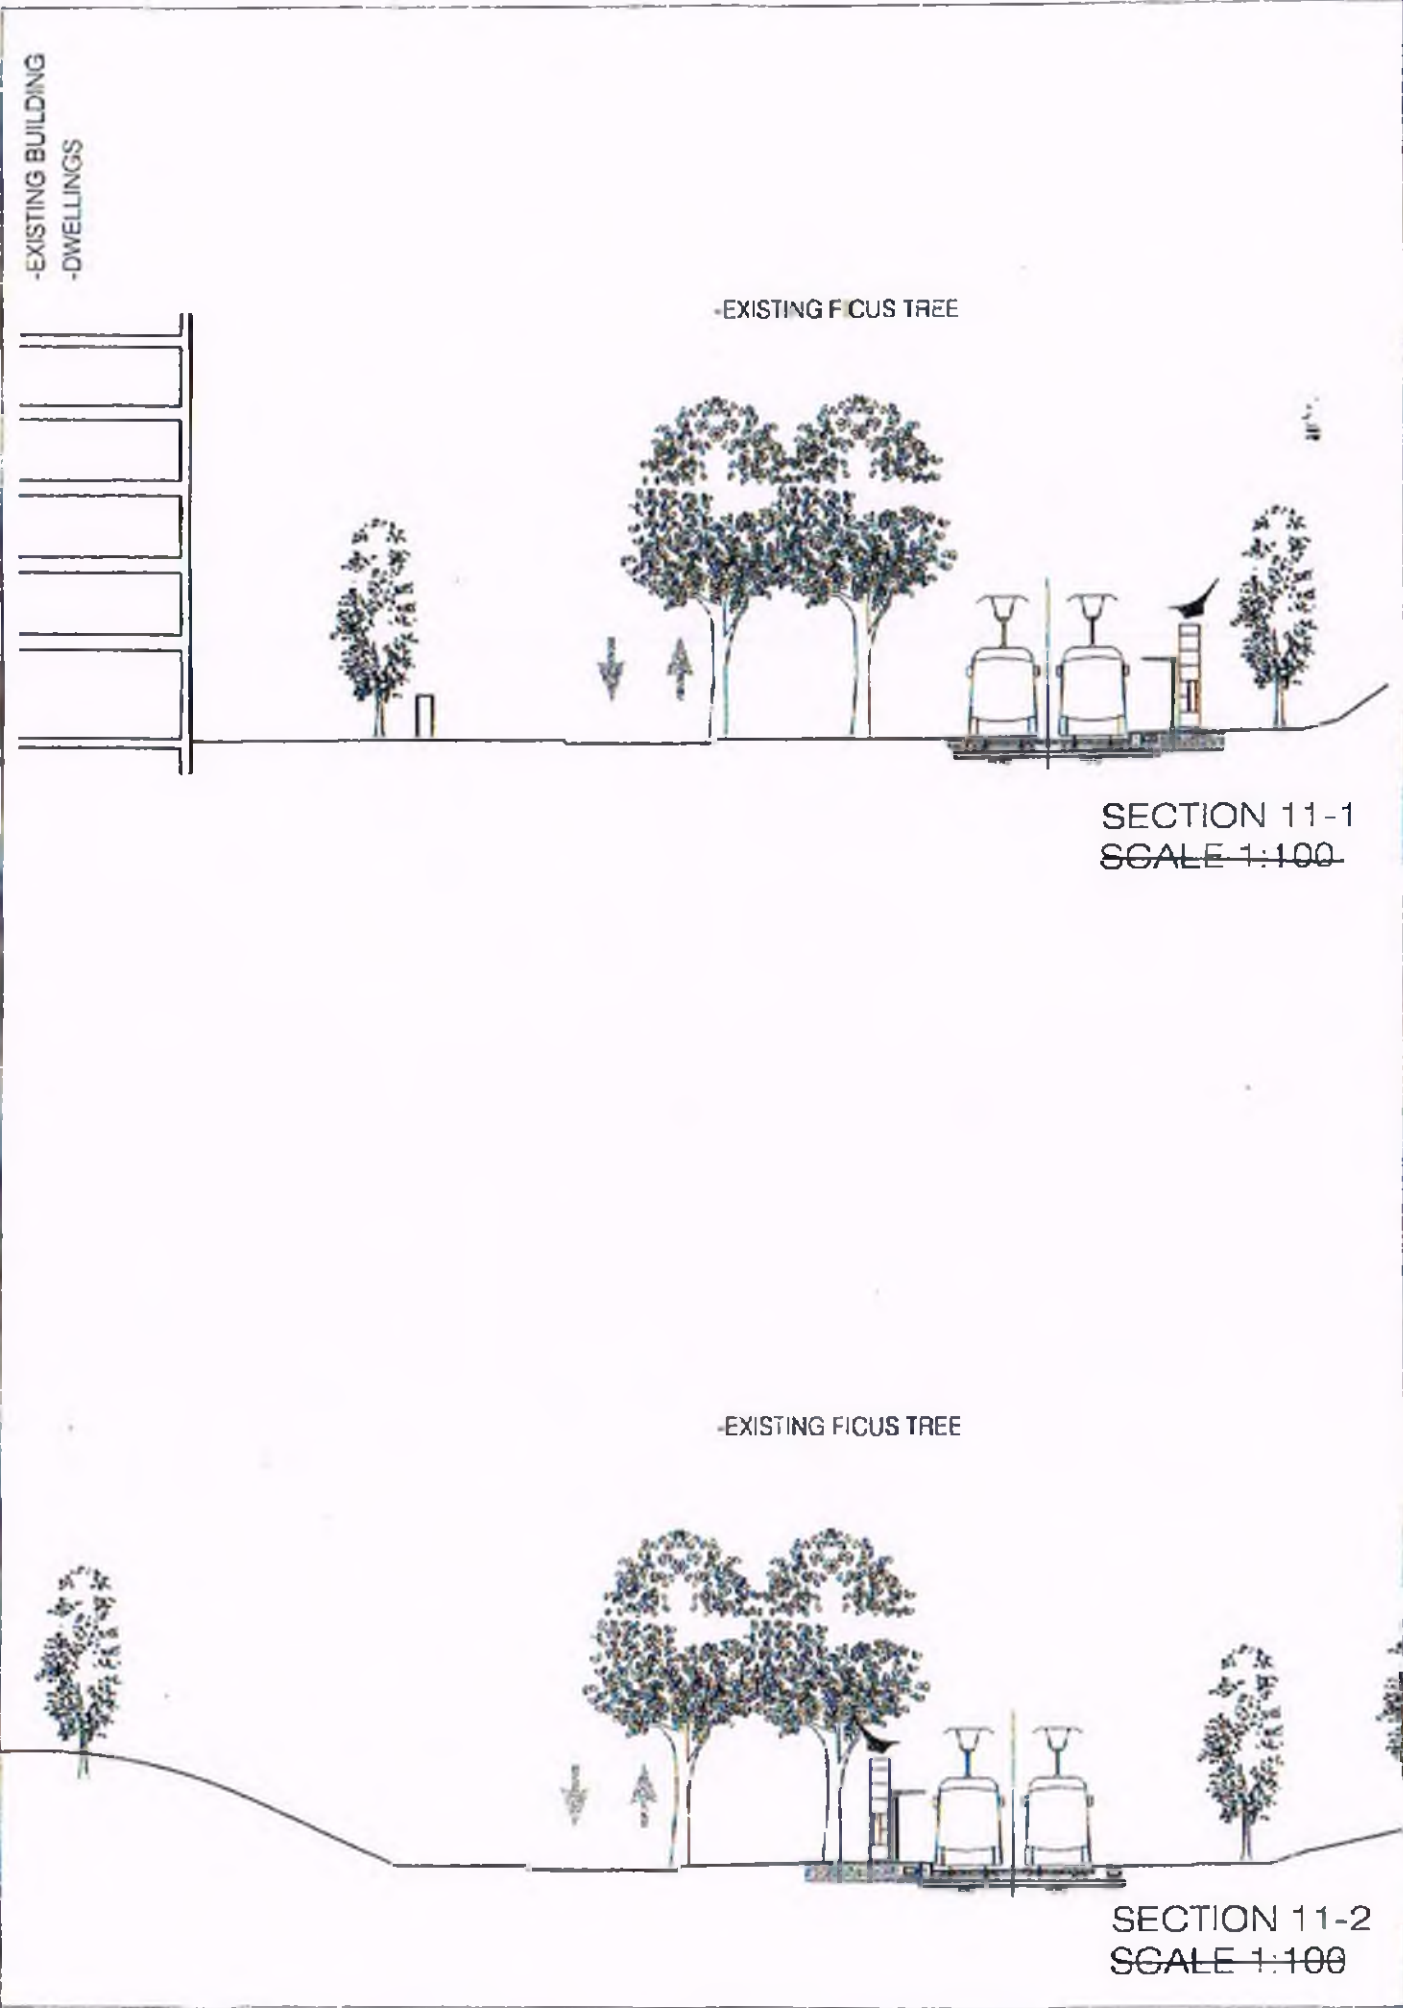 -EXISTING BUILDING
-DWELLINGS
-EXISTING FICUS TREE
SECTION 11-1
SCALE 1:100
-EXISTING FICUS TREE
SECTION 11-2
SCALE 1:100